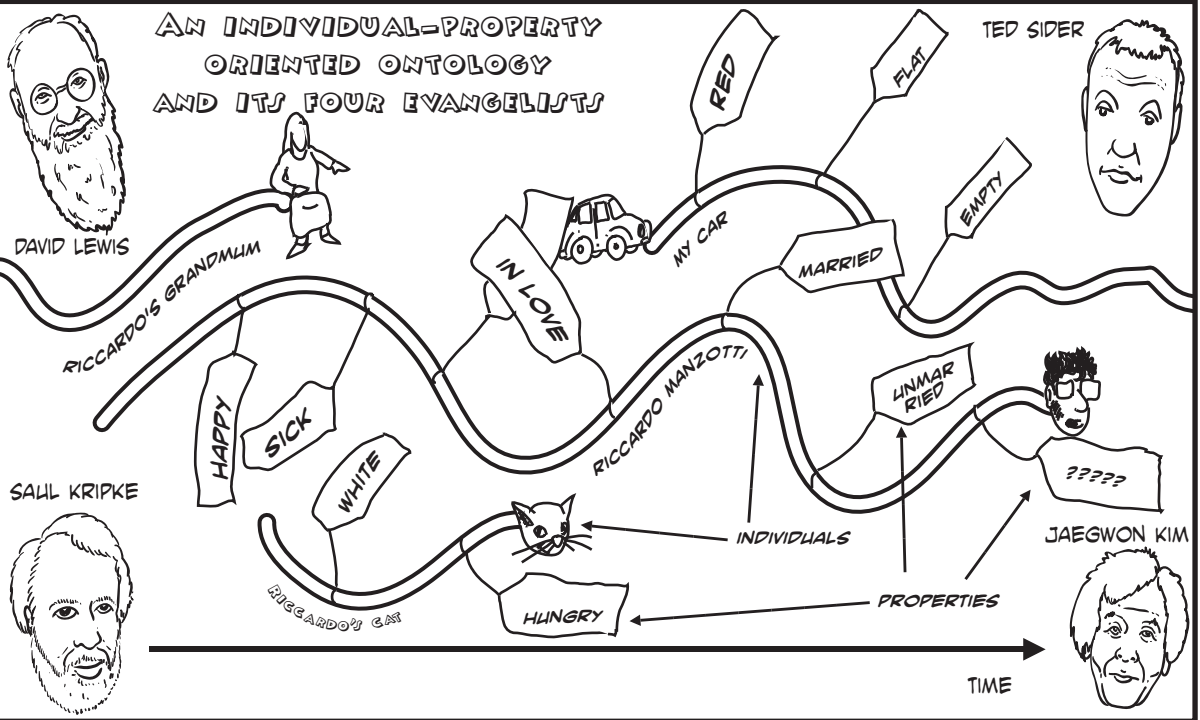 AN INDIVIDUAL-PROPERTY
ORIENTED ONTOLOGY
AND ITS FOUR EVANGELISTS
TED SIDER
DAVID LEWIS
RED
FLAT
EMPTY
MY CAR
MARRIED
IN LOVE
RICCARDO'S GRANDMUM
RICCARDO MANZOTTI
UNMAR
RIED
HAPPY
SICK
WHITE
?????
SAUL KRIPKE
JAEGWON KIM
INDIVIDUALS
PROPERTIES
HUNGRY
RICCARDO'S CAT
TIME